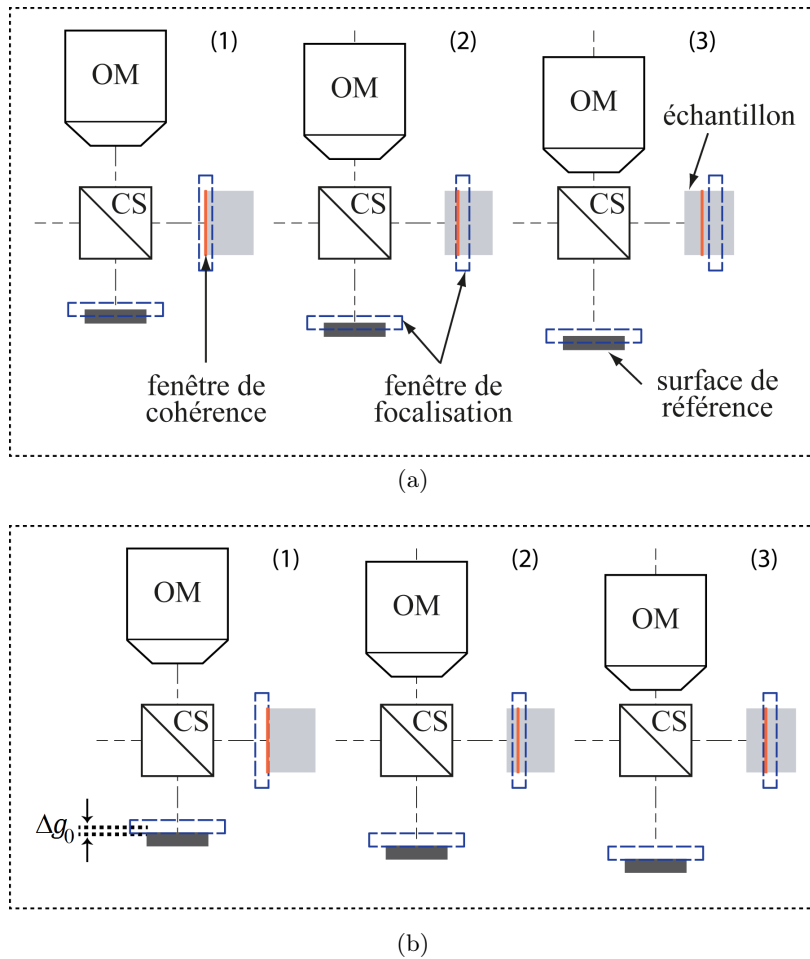 (1)
(2)
(3)
OM
OM
OM
échantillon
CS
CS
CS
fenêtre de
cohérence
fenêtre de
focalisation
surface de
référence
(a)
(1)
(2)
(3)
OM
OM
OM
CS
CS
CS
Δg0
(b)